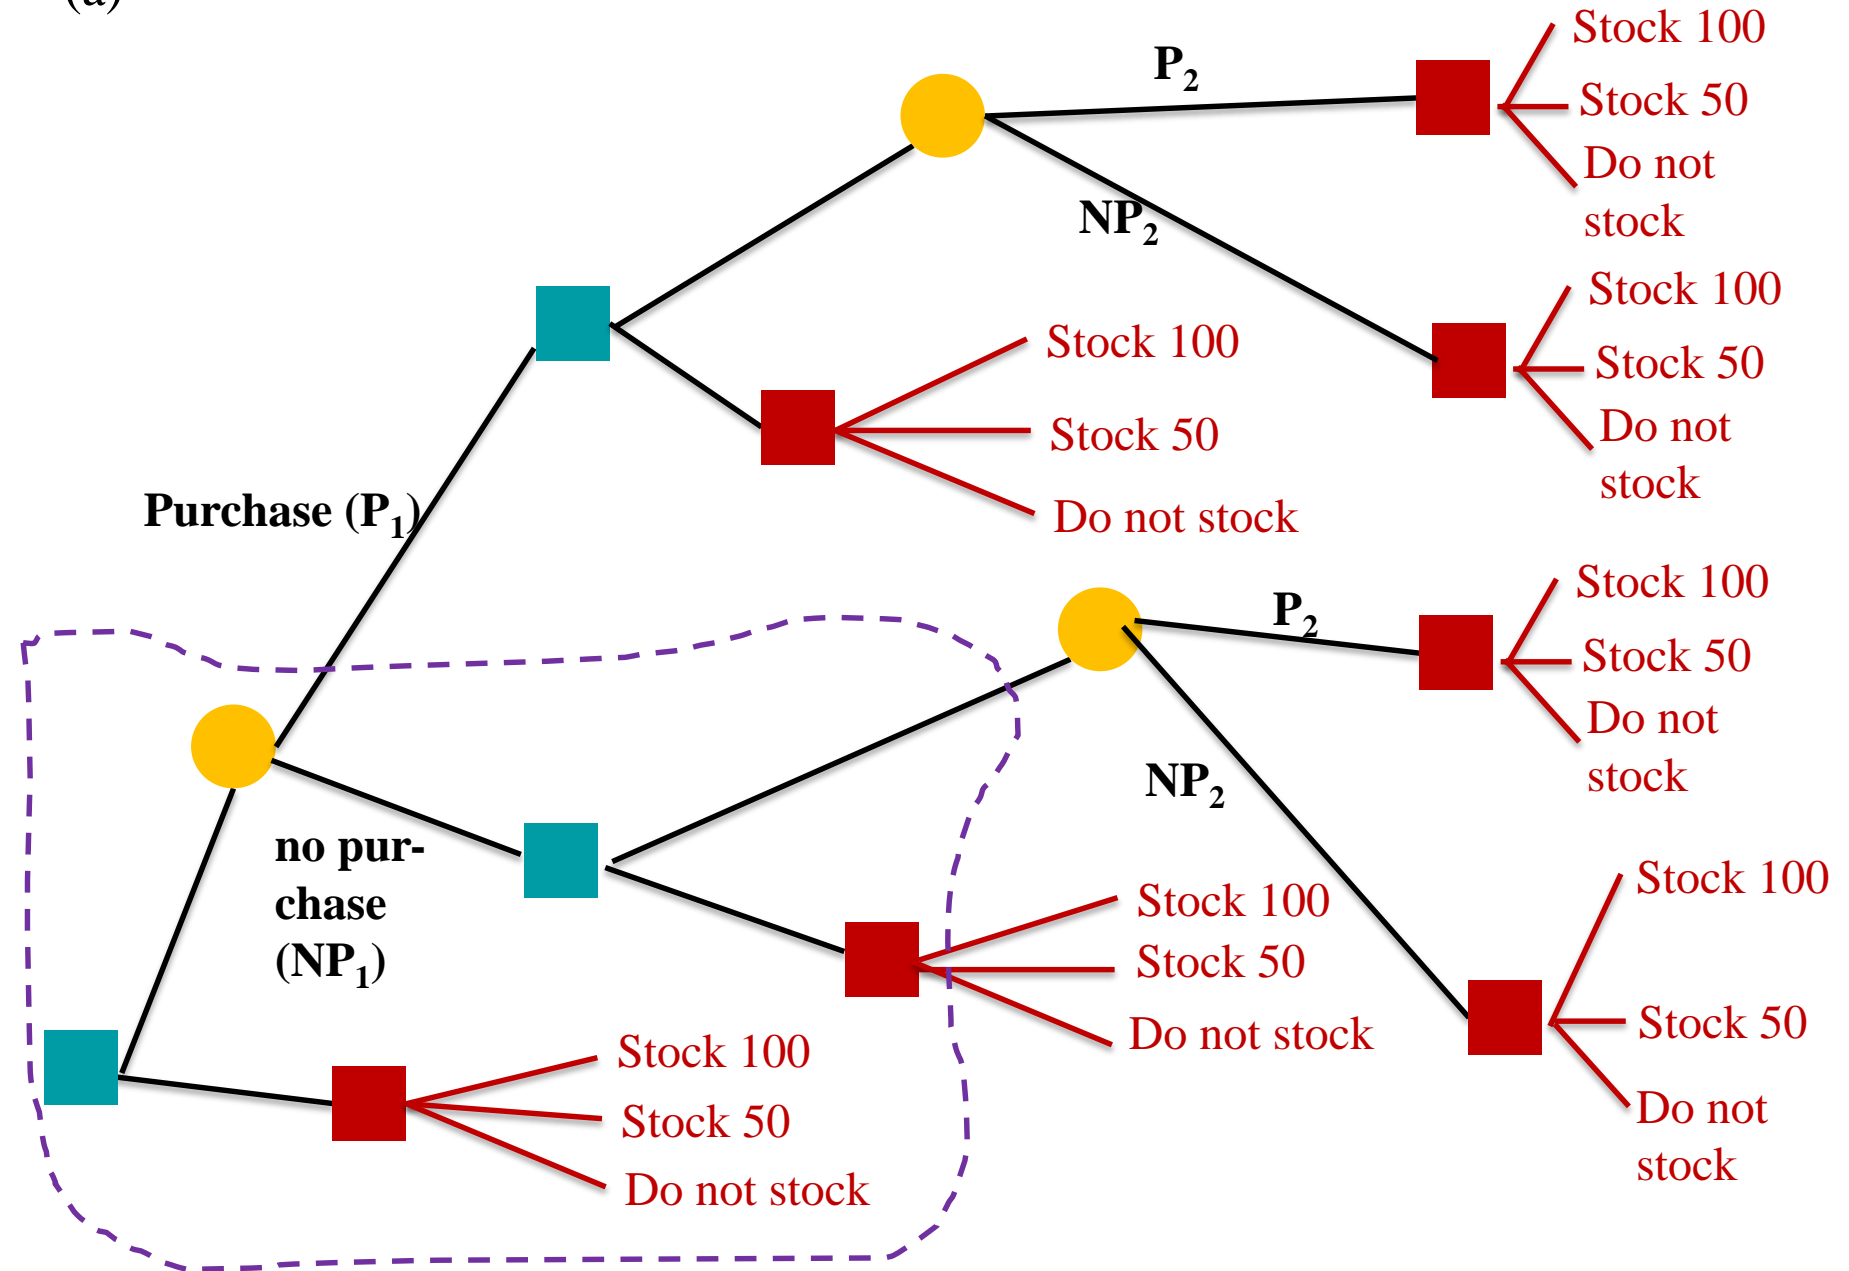 (a)
Stock 100
P₂
Stock 50
Do not
stock
NP₂
Stock 100
Stock 50
Do not
stock
Stock 100
Stock 50
Do not stock
Purchase (P₁)
Stock 100
P₂
Stock 50
Do not
stock
NP₂
no pur-
chase
(NP₁)
Stock 100
Stock 50
Do not stock
Stock 100
Stock 50
Do not
stock
Stock 100
Stock 50
Do not stock